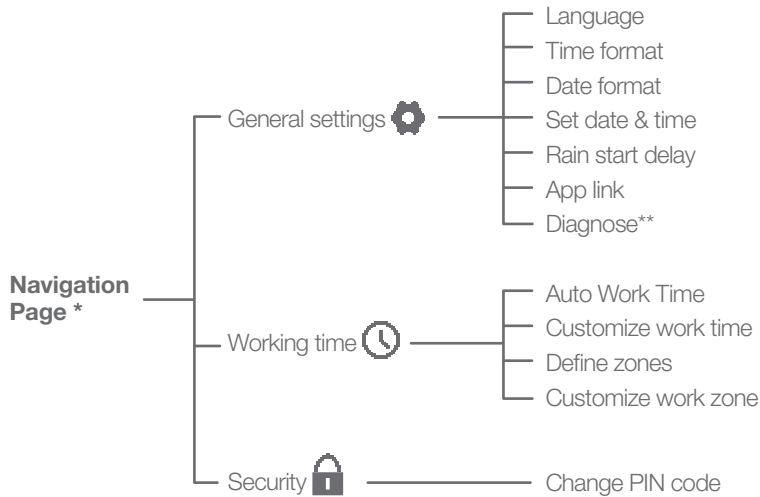 Navigation
Page *
General settings
Language
Time format
Date format
Set date & time
Rain start delay
App link
Diagnose**
Working time
Auto Work Time
Customize work time
Define zones
Customize work zone
Security
Change PIN code